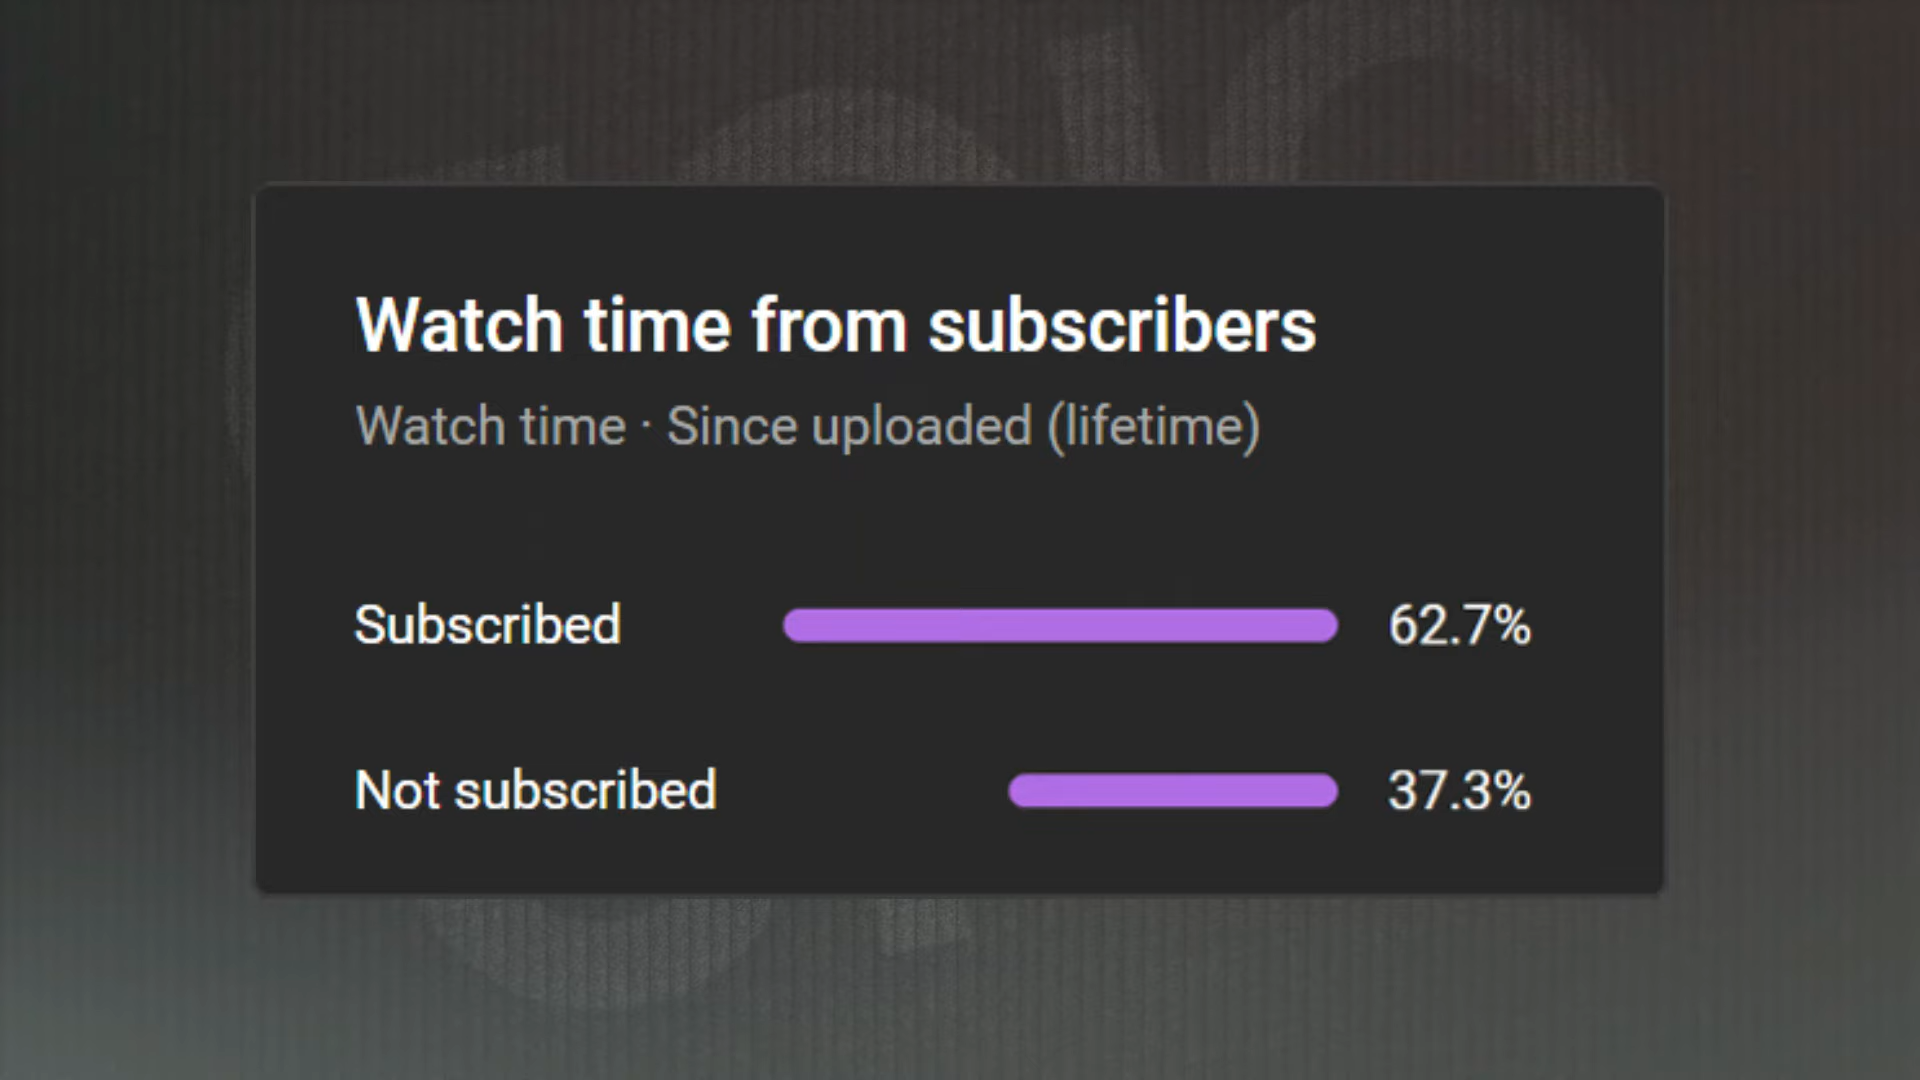 Watch time from subscribers
Watch time · Since uploaded (lifetime)
Subscribed 62.7%
Not subscribed 37.3%